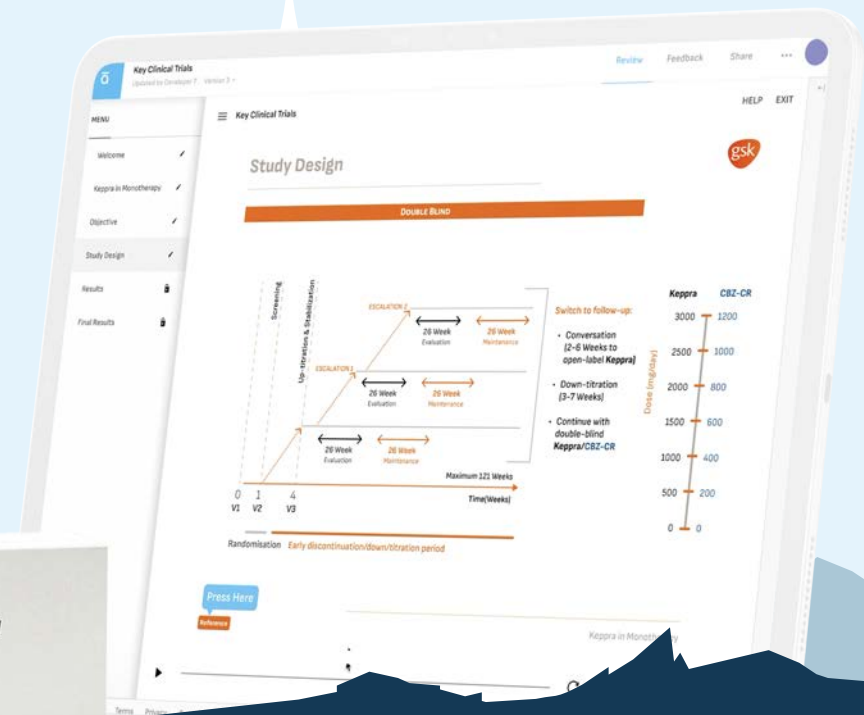 Key Clinical Trials
Updated by Developer 7 Version 3
Review
Feedback
Share
MENU
Key Clinical Trials
HELP
EXIT
Welcome
Keppra in Monotherapy
Objective
Study Design
Results
Final Results
Study Design
gsk
DOUBLE BLIND
Screening
Up-titration & Stabilization
ESCALATION 2
26 Week
Evaluation
26 Week
Maintenance
ESCALATION 1
26 Week
Evaluation
26 Week
Maintenance
26 Week
Evaluation
26 Week
Maintenance
Maximum 121 Weeks
Time(Weeks)
0 1 4
V1 V2 V3
Randomisation Early discontinuation/down/titration period
Switch to follow-up:
• Conversation
(2-6 Weeks to
open-label Keppra)
• Down-titration
(3-7 Weeks)
• Continue with
double-blind
Keppra/CBZ-CR
Keppra CBZ-CR
Dose (mg/day)
3000 1200
2500 1000
2000 800
1500 600
1000 400
500 200
0 0
Press Here
Reference
Keppra in Monotherapy
Terms Privacy